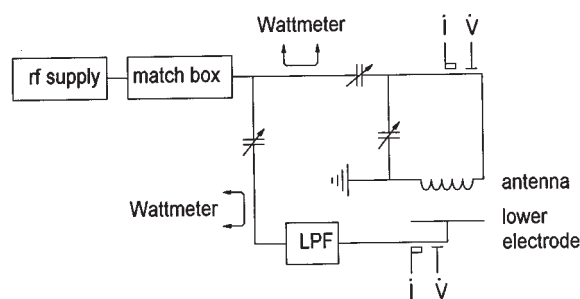 Wattmeter
i̇ V̇
rf supply
match box
antenna
Wattmeter
lower
electrode
LPF
i̇ V̇